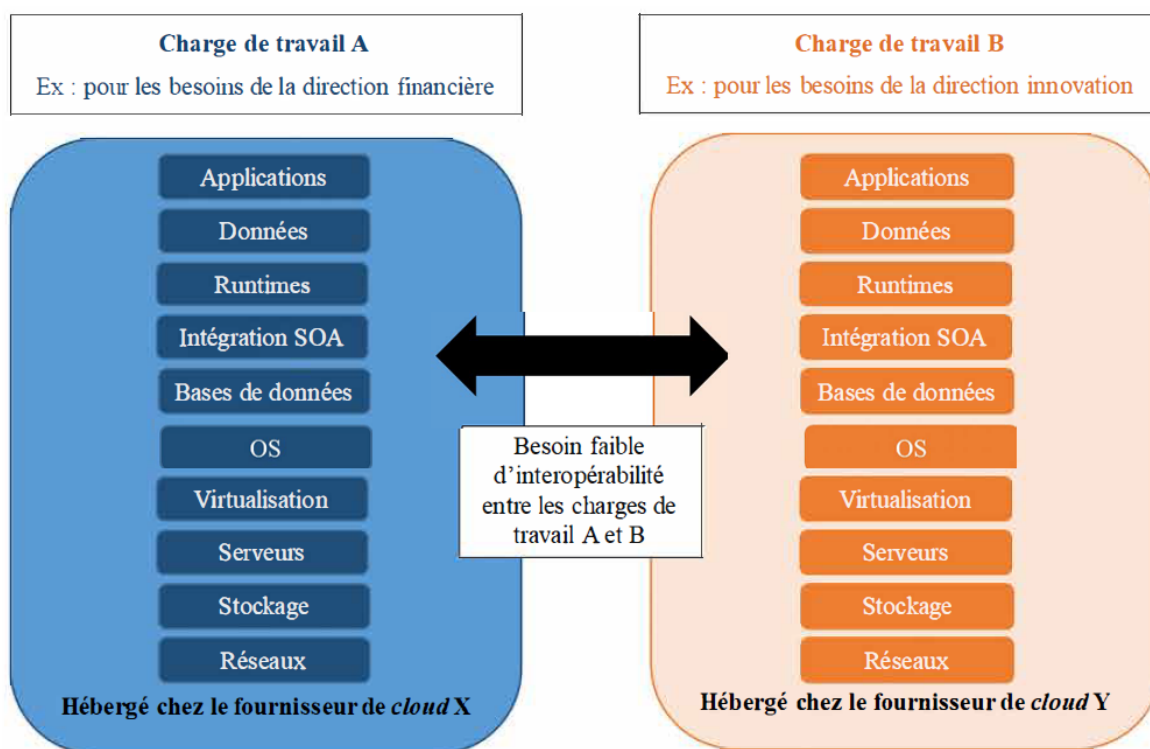 Charge de travail A
Ex : pour les besoins de la direction financière
Applications
Données
Runtimes
Intégration SOA
Bases de données
OS
Virtualisation
Serveurs
Stockage
Réseaux
Hébergé chez le fournisseur de cloud X
Besoin faible
d'interopérabilité
entre les charges de
travail A et B
Charge de travail B
Ex : pour les besoins de la direction innovation
Applications
Données
Runtimes
Intégration SOA
Bases de données
OS
Virtualisation
Serveurs
Stockage
Réseaux
Hébergé chez le fournisseur de cloud Y